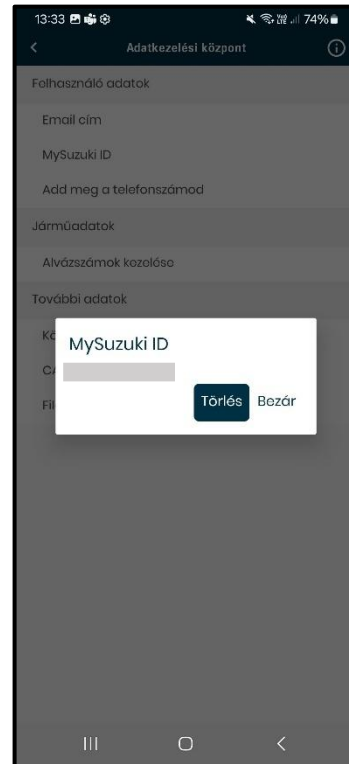 13:33 74%
Adatkezelési központ
Felhasználó adatok
Email cím
MySuzuki ID
Add meg a telefonszámod
Járműadatok
Alvázszámok kezelése
További adatok
MySuzuki ID
Törlés Bezár